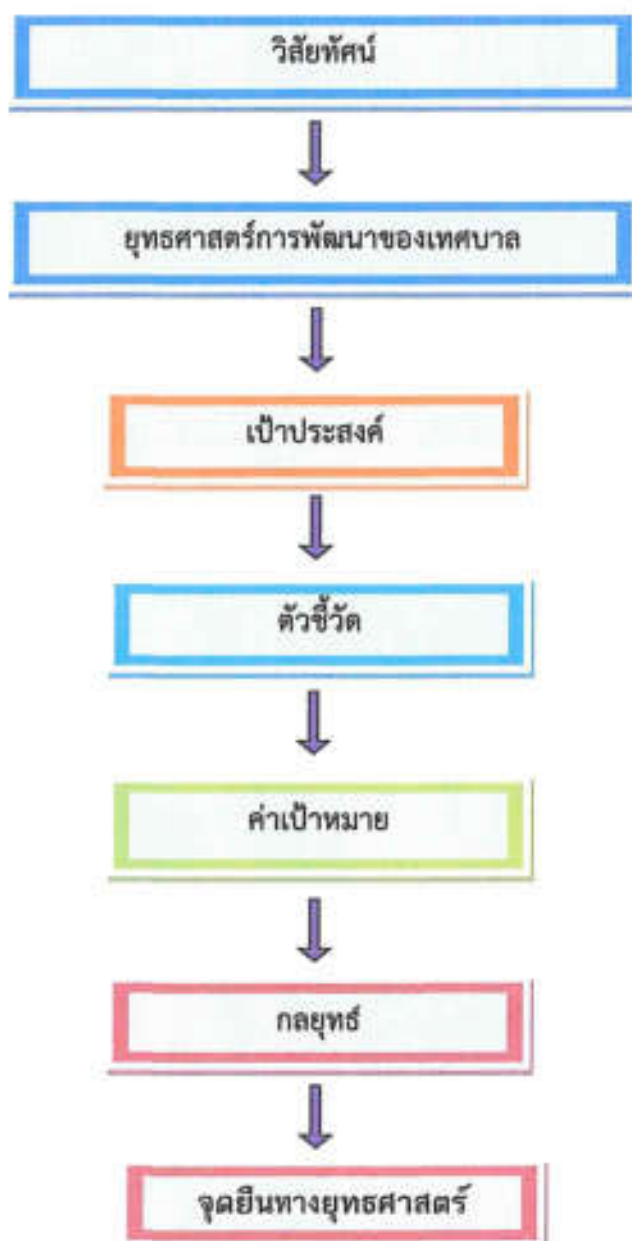 วิสัยทัศน์
ยุทธศาสตร์การพัฒนาของเทศบาล
เป้าประสงค์
ตัวชี้วัด
ค่าเป้าหมาย
กลยุทธ์
จุดยืนทางยุทธศาสตร์